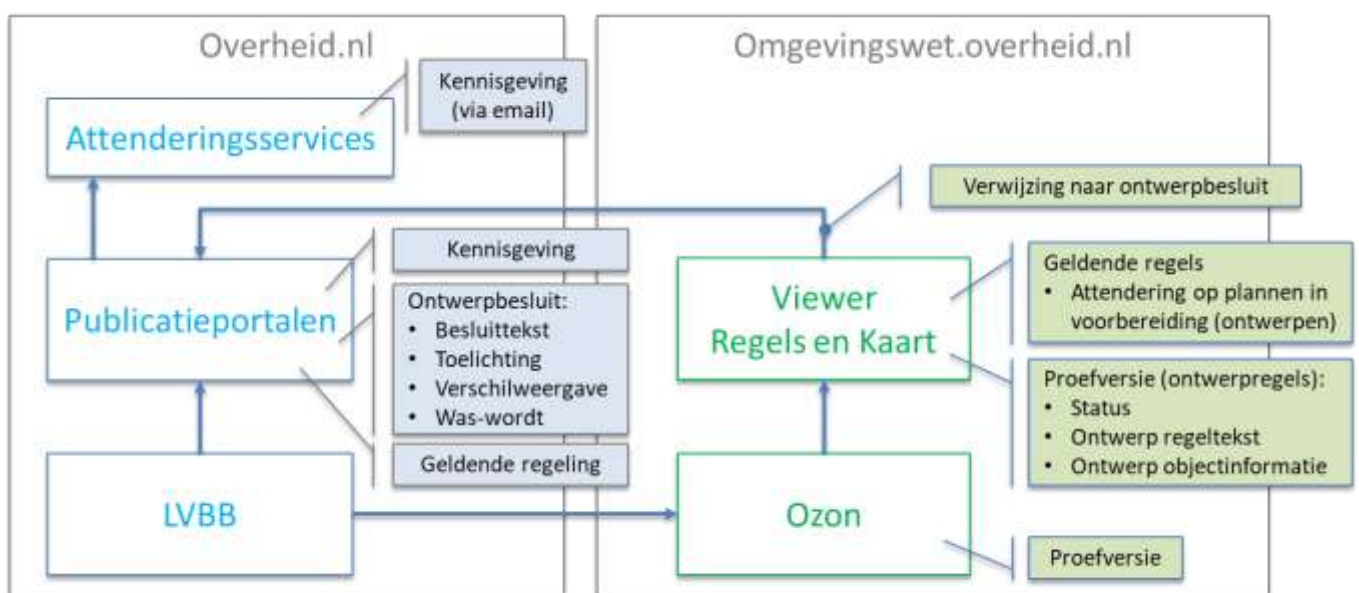 Overheid.nl
Omgevingswet.overheid.nl
Kennisgeving
(via email)
Attenderingsservices
Verwijzing naar ontwerpbesluit
Kennisgeving
Publicatieportalen
Ontwerpbesluit:
• Besluittekst
• Toelichting
• Verschilweergave
• Was-wordt
Geldende regeling
Viewer
Regels en Kaart
Geldende regels
• Attendering op plannen in
voorbereiding (ontwerpen)
Proefversie (ontwerpregels):
• Status
• Ontwerp regeltekst
• Ontwerp objectinformatie
LVBB
Ozon
Proefversie